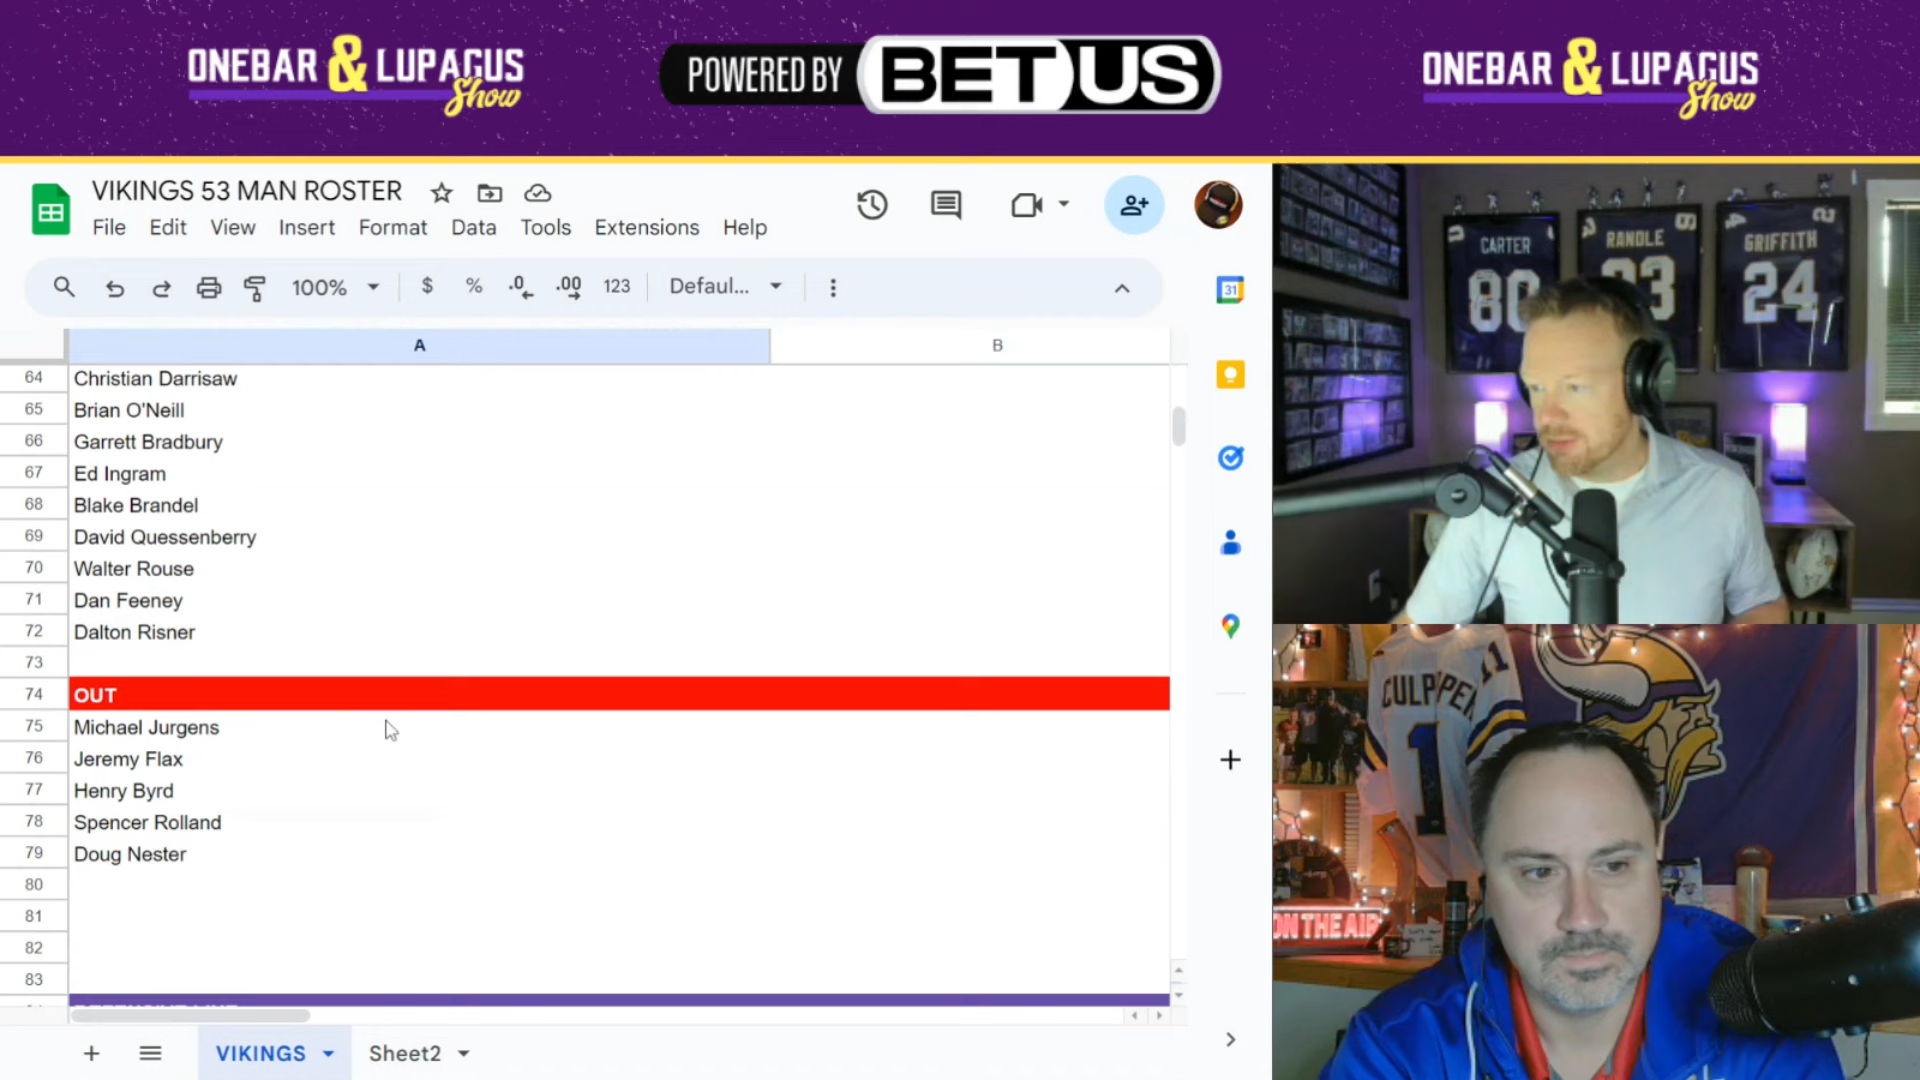 ONEBAR & LUPAGUS
Show
POWERED BY BETUS
ONEBAR & LUPAGUS
Show
VIKINGS 53 MAN ROSTER
File Edit View Insert Format Data Tools Extensions Help
100% $ % .0 .00 123 Defaul...
31
A B
64 Christian Darrisaw
65 Brian O'Neill
66 Garrett Bradbury
67 Ed Ingram
68 Blake Brandel
69 David Quessenberry
70 Walter Rouse
71 Dan Feeney
72 Dalton Risner
73
74 OUT
75 Michael Jurgens
76 Jeremy Flax
77 Henry Byrd
78 Spencer Rolland
79 Doug Nester
80
81
82
83
VIKINGS Sheet2
CARTER
80
RANDLE
GRIFFITH
24
CULPEPPER
11
1
ON THE AIR